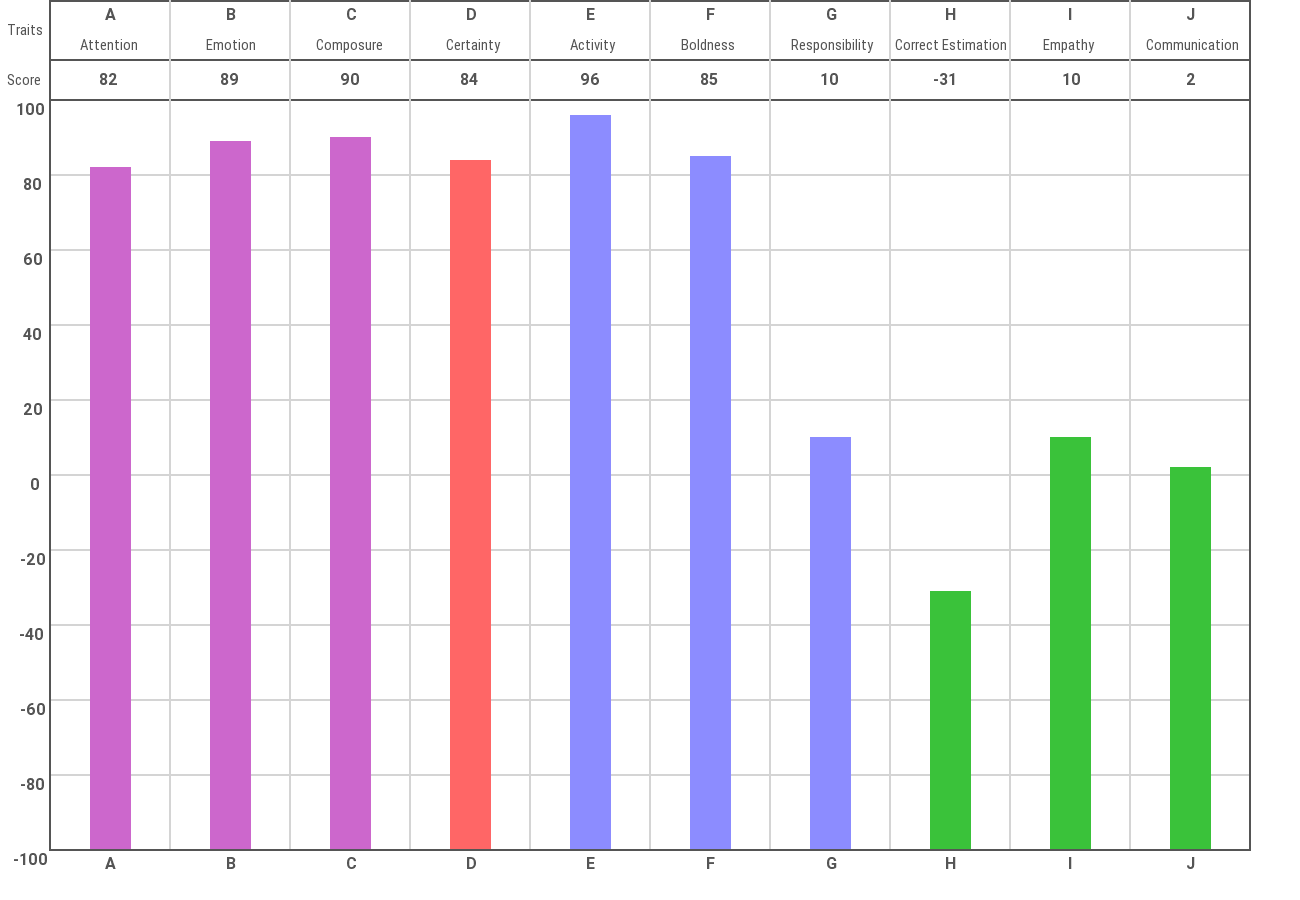 Traits A B C D E F G H I J
Attention Emotion Composure Certainty Activity Boldness Responsibility Correct Estimation Empathy Communication
Score 82 89 90 84 96 85 10 -31 10 2
100
80
60
40
20
0
-20
-40
-60
-80
-100
A B C D E F G H I J